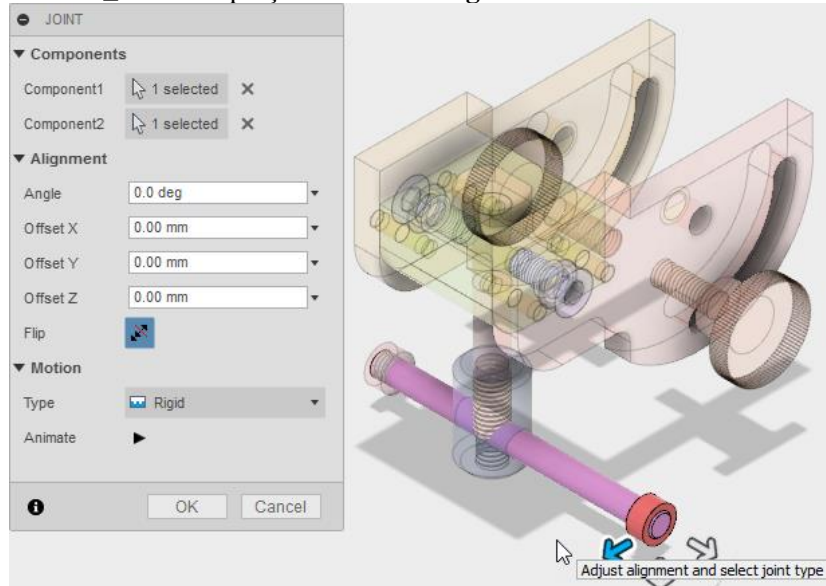 JOINT
Components
Component1 1 selected
Component2 1 selected
Alignment
Angle 0.0 deg
Offset X 0.00 mm
Offset Y 0.00 mm
Offset Z 0.00 mm
Flip
Motion
Type Rigid
Animate
OK Cancel
Adjust alignment and select joint type